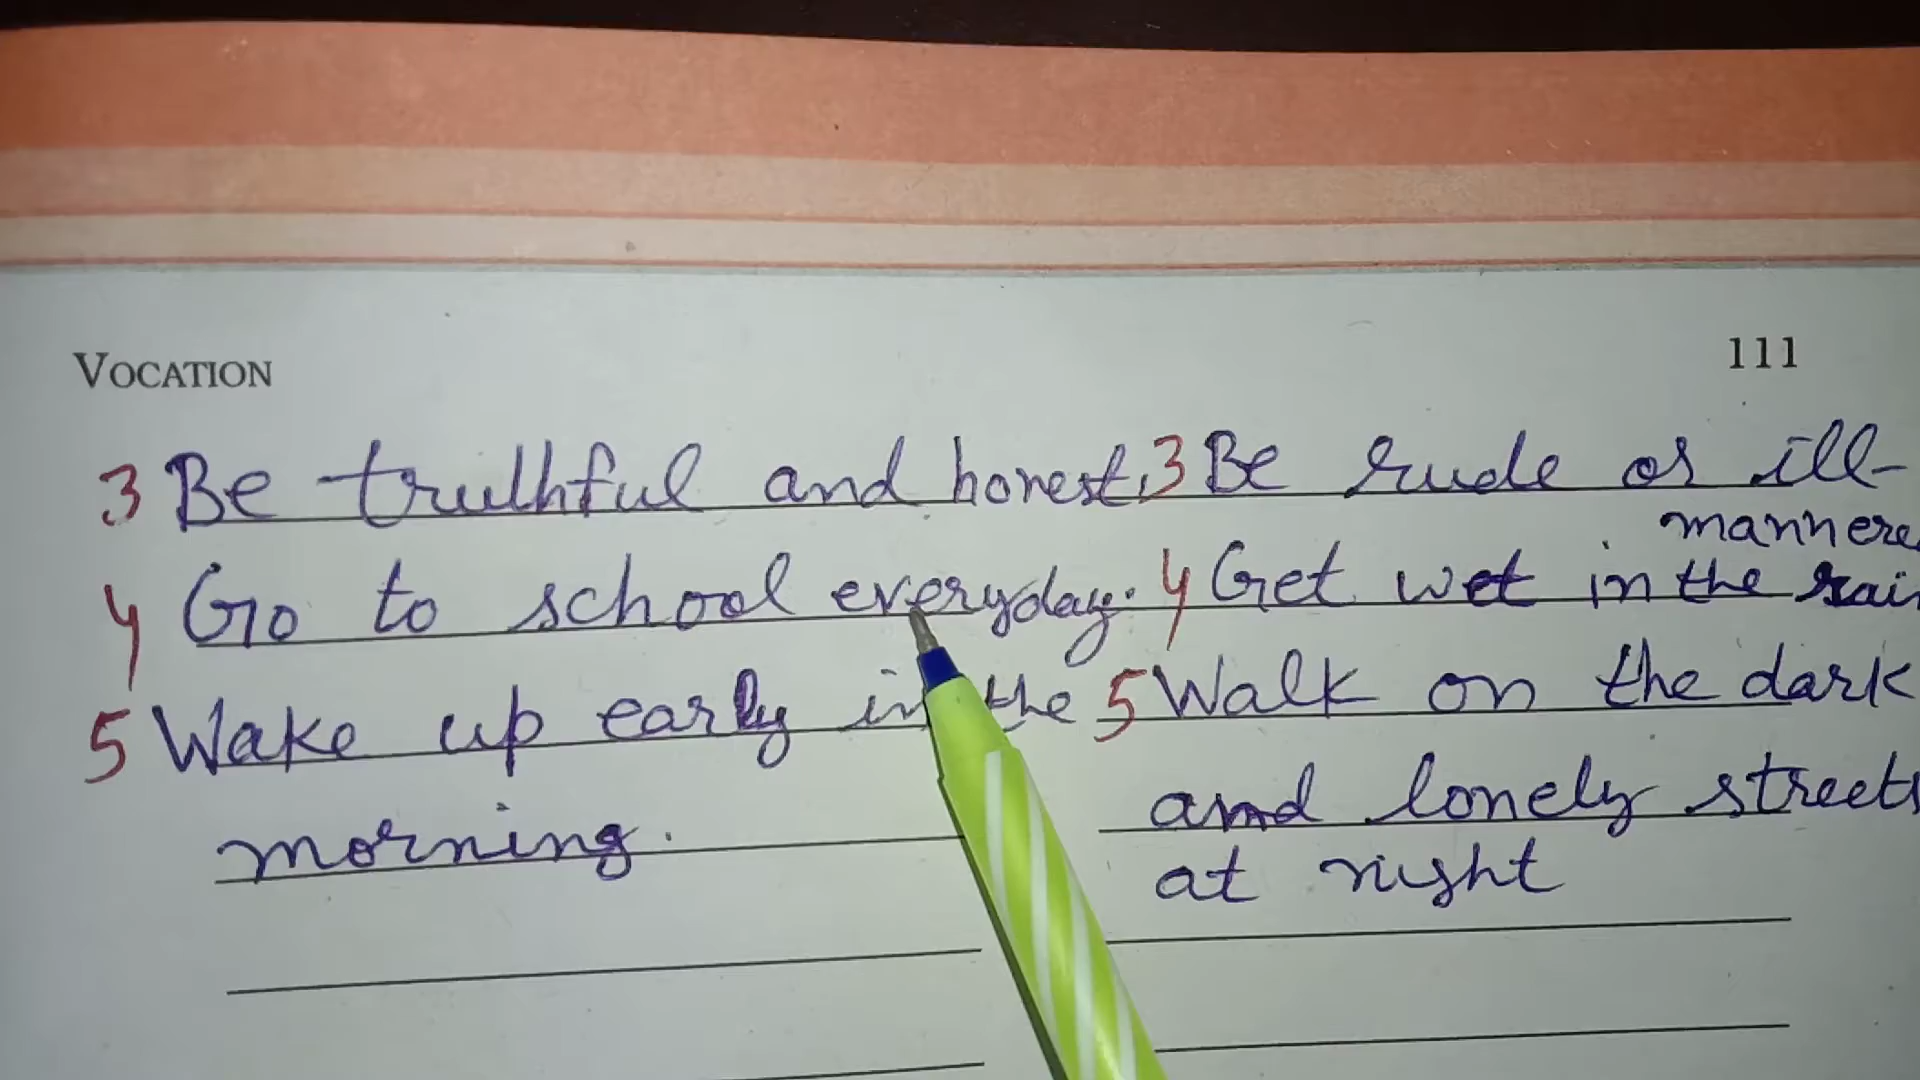 VOCATION 111
3 Be truthful and honest. 3 Be rude or ill-
mannere
4 Go to school everyday. 4 Get wet in the rain
5 Wake up early in the 5 Walk on the dark
morning. and lonely streets
at night